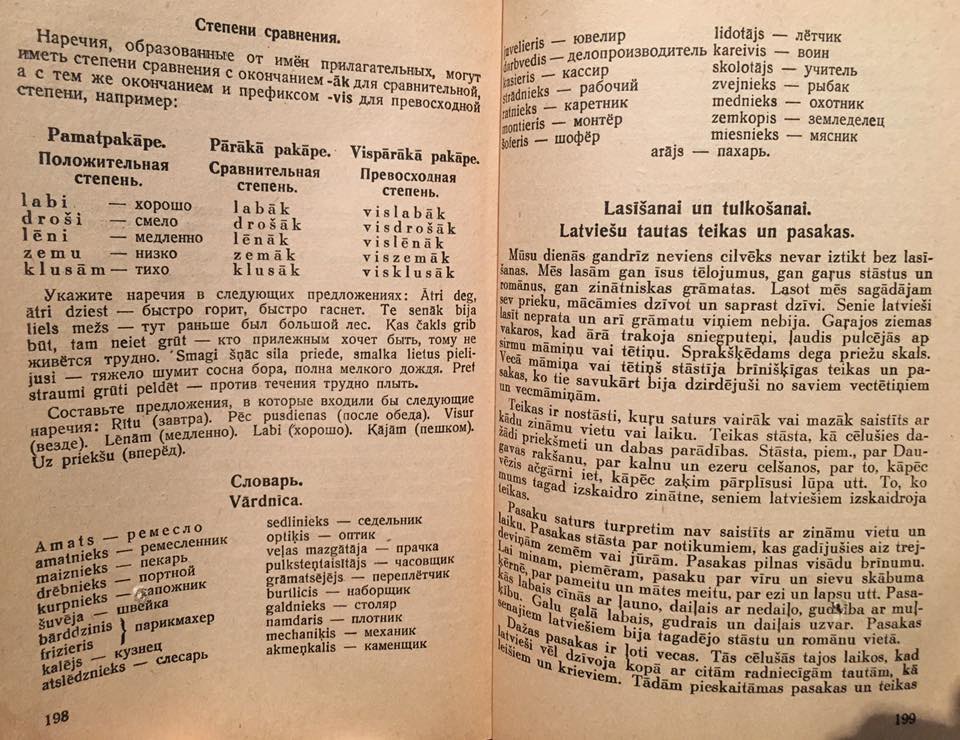 Степени сравнения.
Наречия, образованные от имён прилагательных, могут
иметь степени сравнения с окончанием -āk для сравнительной,
а с тем же окончанием и префиксом -vis для превосходной
степени, например:
Pamatpakāpe. Pārākā pakāpe. Vispārākā pakāpe.
Положительная степень. Сравнительная степень. Превосходная степень.
labi — хорошо labāk vislabāk
droši — смело drošāk visdrošāk
lēni — медленно lēnāk vislēnāk
zemu — низко zemāk viszemāk
klusām — тихо klusāk visklusāk
Укажите наречия в следующих предложениях: Ātri deg,
ātri dziest — быстро горит, быстро гаснет. Te senāk bija
liels mežs — тут раньше был большой лес. Kas čakls grib
būt, tam neiet grūt — кто прилежным хочет быть, тому не
живётся трудно. Smagi šņāc sila priede, smalka lietus pieli-
jusi — тяжело шумит сосна бора, полна мелкого дождя. Pret
straumi grūti peldēt — против течения трудно плыть.
Составьте предложения, в которые входили бы следующие
наречия: Rītu (завтра). Pēc pusdienas (после обеда). Visur
(везде). Lēnām (медленно). Labi (хорошо). Kājām (пешком).
Uz priekšu (вперёд).
Словарь.
Vārdnica.
Amats — ремесло
amatnieks — ремесленник
maiznieks — пекарь
drēbnieks — портной
kurpnieks — сапожник
šuvēja — швейка
bārddzinis } парикмахер
frizieris
kalējs — кузнец
atslēdznieks — слесарь
sedlinieks — седельник
optiķis — оптик
veļas mazgātāja — прачка
pulksteņtaisītājs — часовщик
grāmatsējējs — переплётчик
burtlicis — наборщик
galdnieks — столяр
namdaris — плотник
mechaniķis — механик
akmeņkalis — каменщик
198
juvelieris — ювелир
darbvedis — делопроизводитель
kasieris — кассир
strādnieks — рабочий
ratnieks — каретник
montieris — монтёр
šoferis — шофёр
lidotājs — лётчик
kareivis — воин
skolotājs — учитель
zvejnieks — рыбак
mednieks — охотник
zemkopis — земледелец
miesnieks — мясник
arājs — пахарь.
Lasīšanai un tulkošanai.
Latviešu tautas teikas un pasakas.
Mūsu dienās gandrīz neviens cilvēks nevar iztikt bez lasī-
šanas. Mēs lasām gan īsus tēlojumus, gan gaŗus stāstus un
romānus, gan zinātniskas grāmatas. Lasot mēs sagādājam
sev prieku, mācāmies dzīvot un saprast dzīvi. Senie latvieši
lasīt neprata un arī grāmatu viņiem nebija. Gaŗajos ziemas
vakaros, kad ārā trakoja sniegputeņi, ļaudis pulcējās ap
sirmu māmiņu vai tētiņu. Sprakšķēdams dega priežu skals.
Vecā māmiņa vai tētiņš stāstīja brīnišķīgas teikas un pa-
sakas, ko tie savukārt bija dzirdējuši no saviem vectētiņiem
un vecmāmiņām.
Teikas ir nostāsti, kuŗu saturs vairāk vai mazāk saistīts ar
kādu zināmu vietu vai laiku. Teikas stāsta, kā cēlušies da-
žādi priekšmeti un dabas parādības. Stāsta, piem., par Dau-
gavas rakšanu, par kalnu un ezeru celšanos, par to, kāpēc
vēzis ačgārni iet, kāpēc zaķim pārplīsusi lūpa utt. To, ko
mums tagad izskaidro zinātne, seniem latviešiem izskaidroja
teikas.
Pasaku saturs turpretim nav saistīts ar zināmu vietu un
laiku. Pasakas stāsta par notikumiem, kas gadījušies aiz trej-
deviņām zemēm vai jūrām. Pasakas pilnas visādu brīnumu.
Lai minam, piemēram, pasaku par vīru un sievu skābuma
ķērnē, par pameitu un mātes meitu, par ezi un lapsu utt. Pasa-
kās labais cīnās ar ļauno, daiļais ar nedaiļo, gudrība ar muļ-
ķību. Galu galā labais, gudrais un daiļais uzvar. Pasakas
senajiem latviešiem bija tagadējo stāstu un romānu vietā.
Dažas pasakas ir ļoti vecas. Tās cēlušās tajos laikos, kad
latvieši vēl dzīvoja kopā ar citām radniecīgām tautām, kā
leišiem un krieviem. Tādām pieskaitāmas pasakas un teikas
199